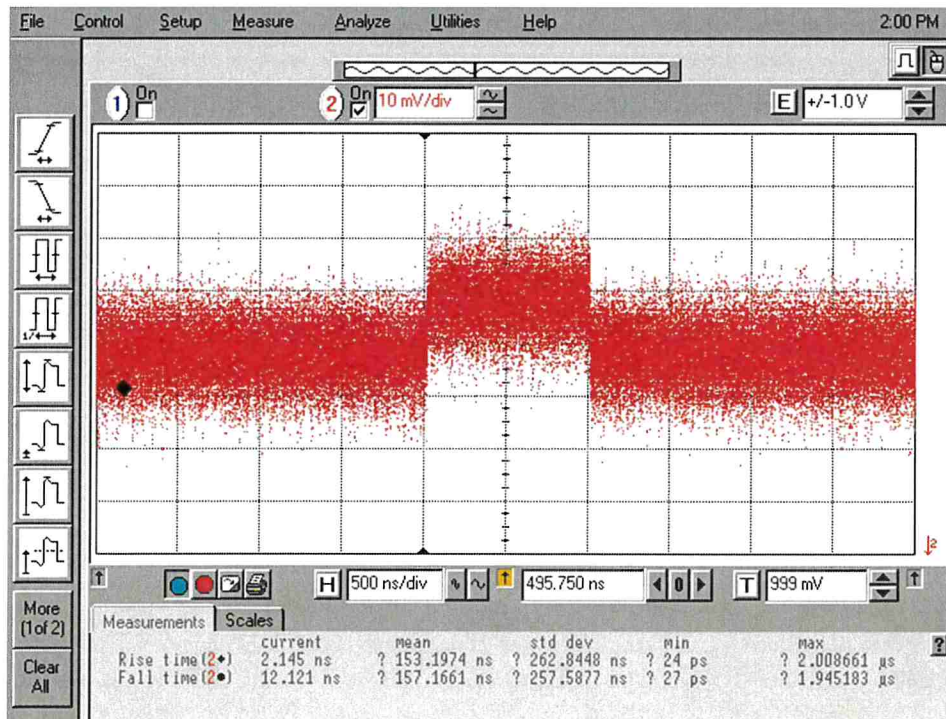 File Control Setup Measure Analyze Utilities Help 2:00 PM
1 On 2 On 10 mV/div E +/-1.0 V
2
H 500 ns/div 495.750 ns 0 T 999 mV
More
(1of 2)
Clear
All
Measurements Scales
current mean std dev min max
Rise time(2◆) 2.145 ns ? 153.1974 ns ? 262.8448 ns ? 24 ps ? 2.008661 µs
Fall time(2●) 12.121 ns ? 157.1661 ns ? 257.5877 ns ? 27 ps ? 1.945183 µs
?